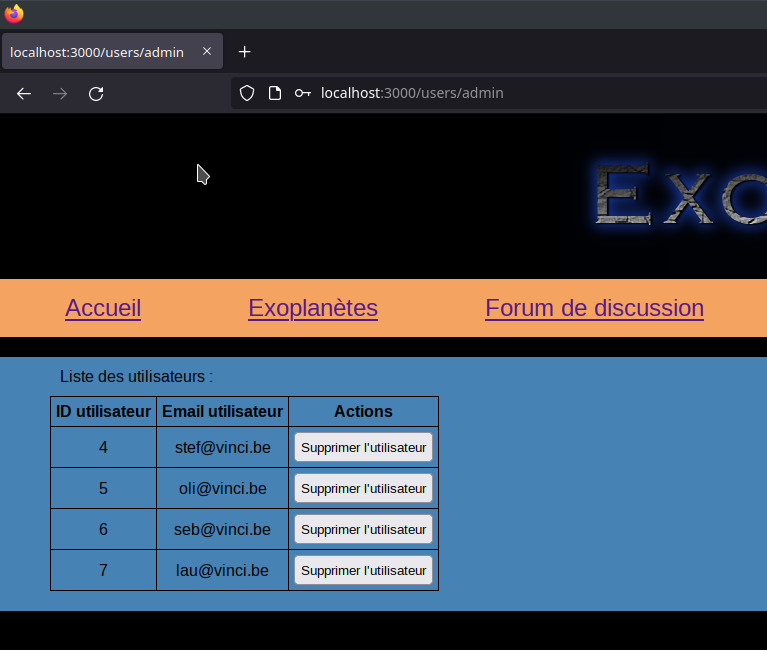 localhost:3000/users/admin
localhost:3000/users/admin
Exo
Accueil Exoplanètes Forum de discussion
Liste des utilisateurs :
ID utilisateur Email utilisateur Actions
4 stef@vinci.be Supprimer l'utilisateur
5 oli@vinci.be Supprimer l'utilisateur
6 seb@vinci.be Supprimer l'utilisateur
7 lau@vinci.be Supprimer l'utilisateur